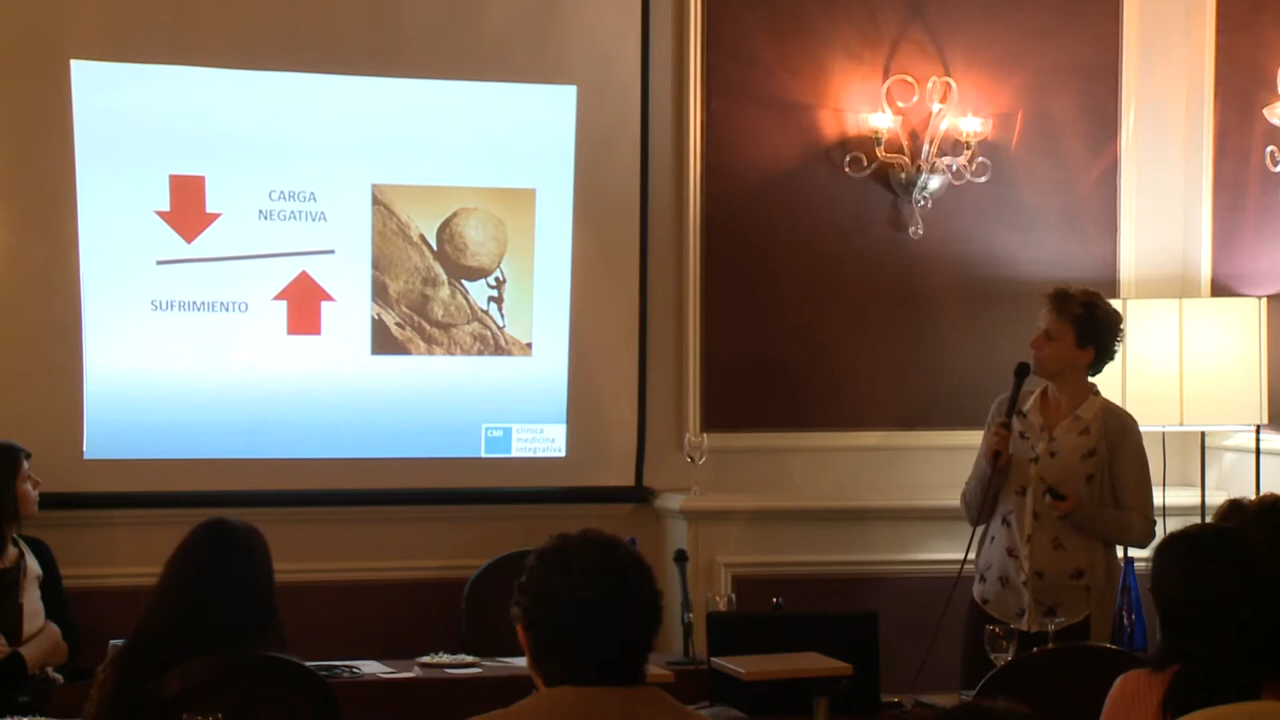 CARGA
NEGATIVA
SUFRIMIENTO
CMI
clínica
medicina
integrativa